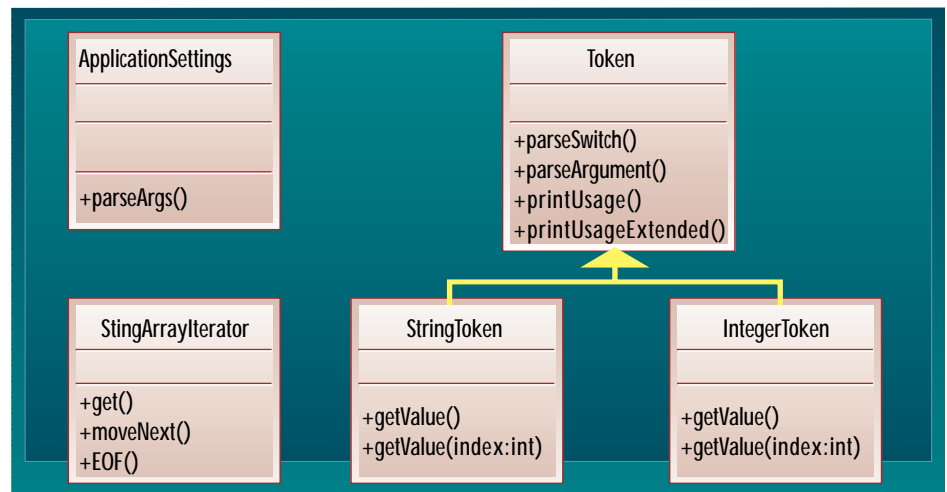 ApplicationSettings
+parseArgs()
Token
+parseSwitch()
+parseArgument()
+printUsage()
+printUsageExtended()
StingArrayIterator
+get()
+moveNext()
+EOF()
StringToken
+getValue()
+getValue(index:int)
IntegerToken
+getValue()
+getValue(index:int)